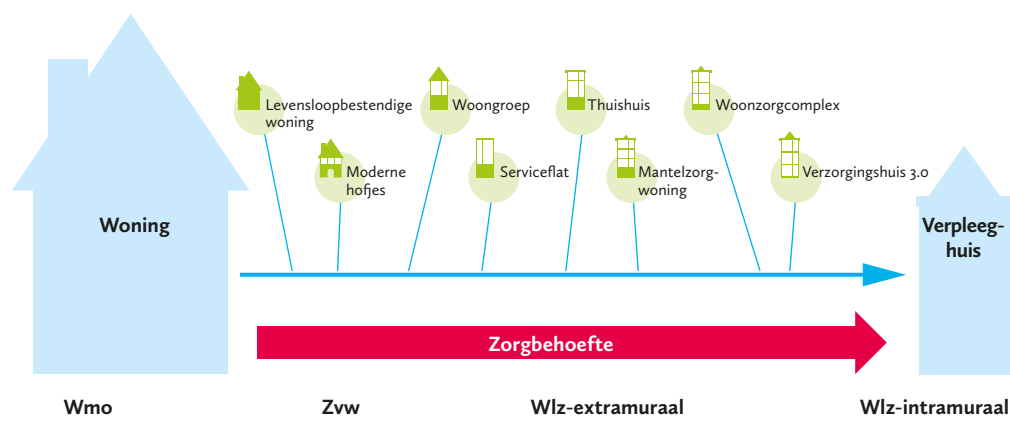 Levensloopbestendige
woning
Woongroep
Thuishuis
Woonzorgcomplex
Moderne
hofjes
Serviceflat
Mantelzorg-
woning
Verzorgingshuis 3.0
Woning
Verpleeg-
huis
Zorgbehoefte
Wmo
Zvw
Wlz-extramuraal
Wlz-intramuraal